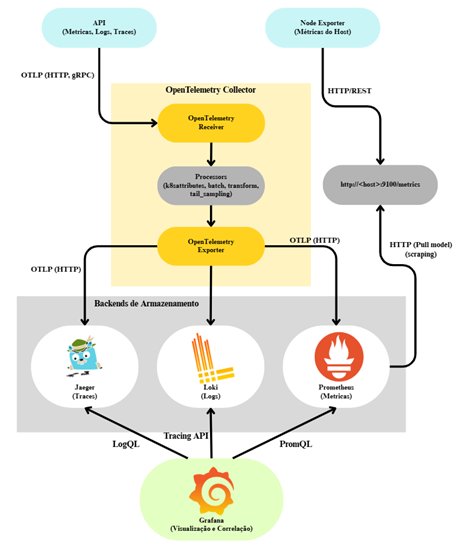 API
(Metricas, Logs, Traces)
Node Exporter
(Métricas do Host)
OTLP (HTTP, gRPC)
HTTP/REST
OpenTelemetry Collector
OpenTelemetry
Receiver
Processors
(k8sattributes, batch, transform,
tail_sampling)
http://<host>:9100/metrics
OpenTelemetry
Exporter
OTLP (HTTP)
HTTP (Pull model)
(scraping)
OTLP (HTTP)
Backends de Armazenamento
Jaeger
(Traces)
Loki
(Logs)
Prometheus
(Metricas)
LogQL
Tracing API
PromQL
Grafana
(Visualização e Correlação)